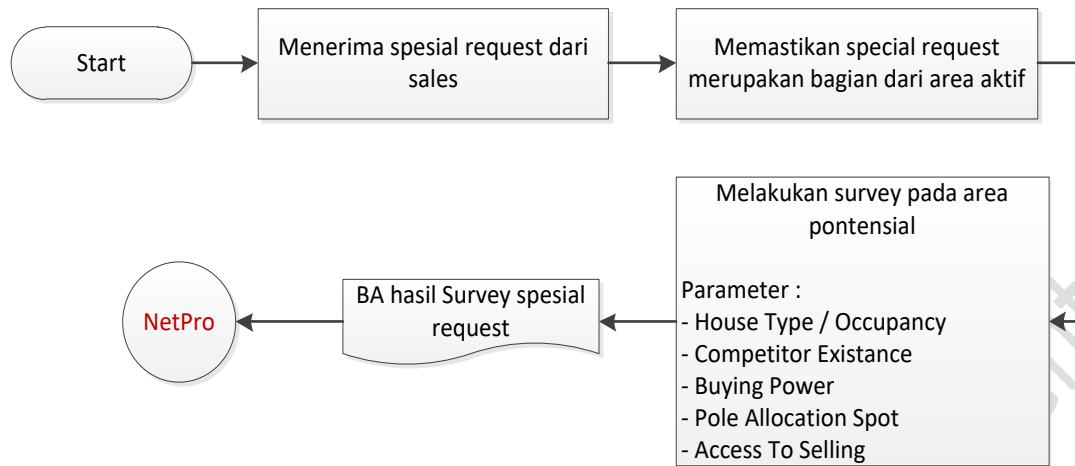 Start
Menerima spesial request dari
sales
Memastikan special request
merupakan bagian dari area aktif
Melakukan survey pada area
pontensial
Parameter :
- House Type / Occupancy
- Competitor Existance
- Buying Power
- Pole Allocation Spot
- Access To Selling
BA hasil Survey spesial
request
NetPro